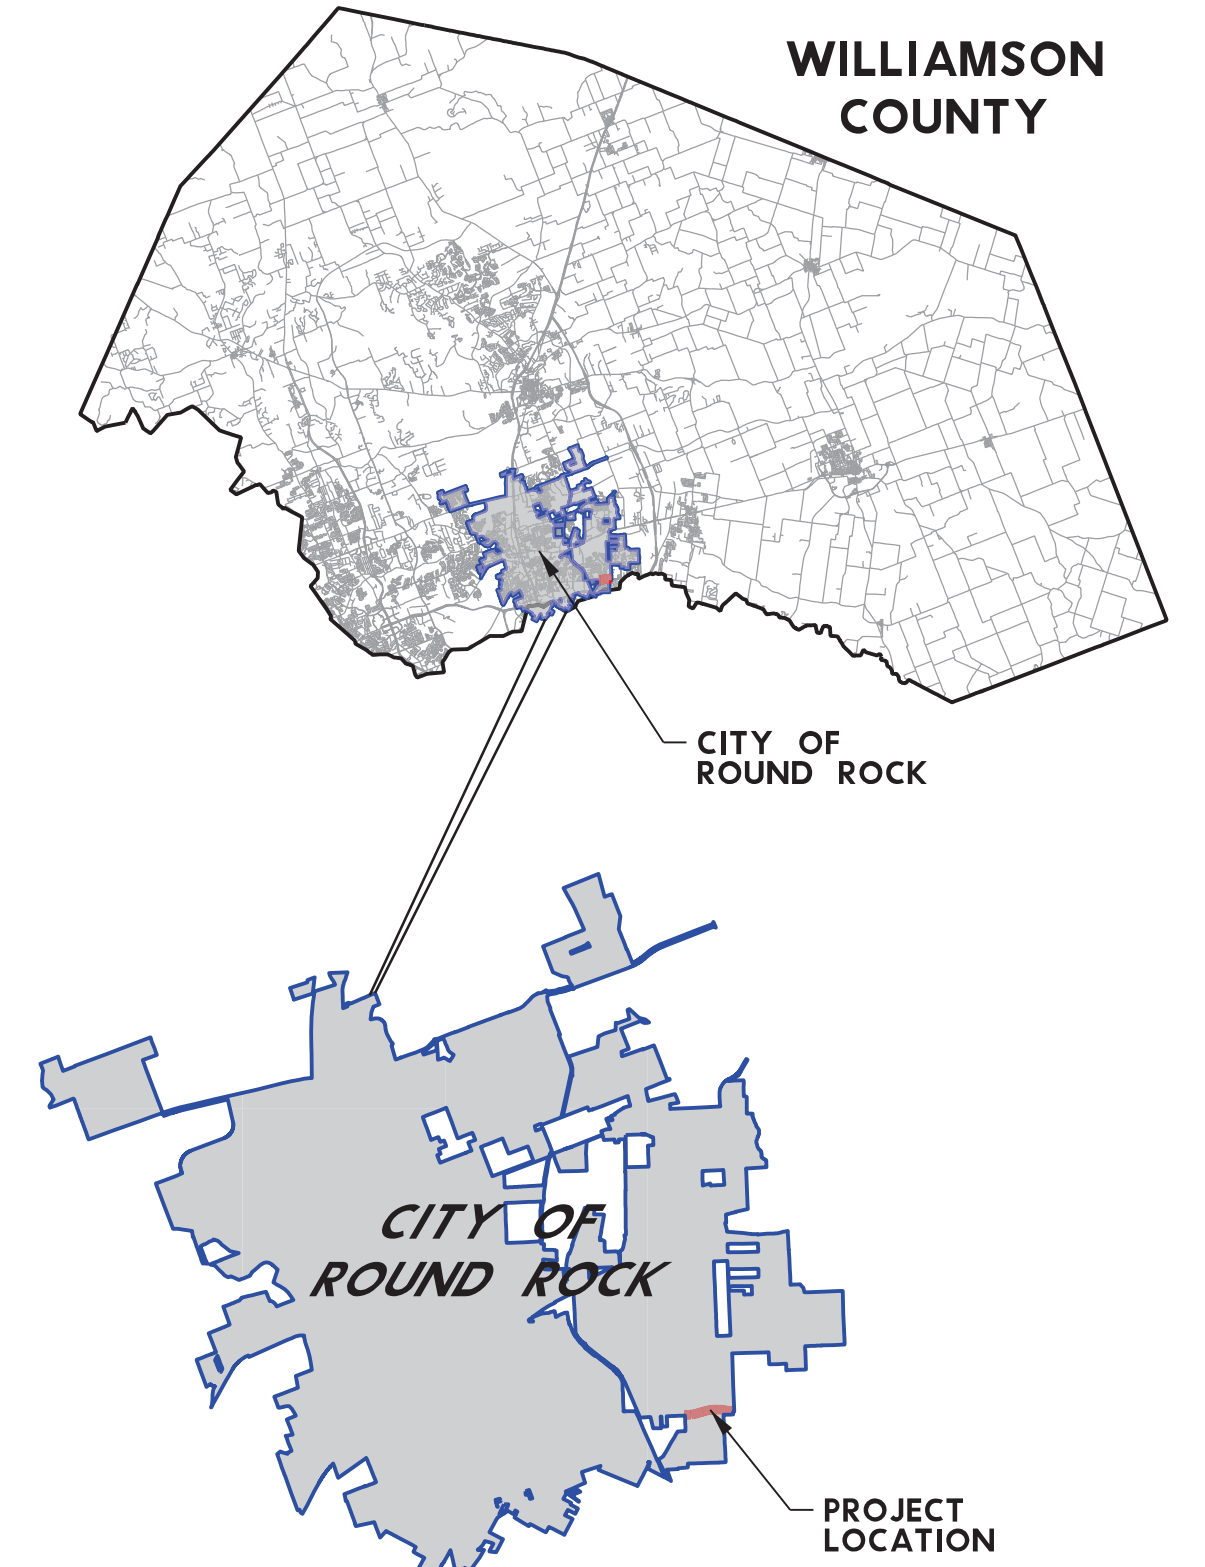 WILLIAMSON
COUNTY
CITY OF
ROUND ROCK
CITY OF
ROUND ROCK
PROJECT
LOCATION